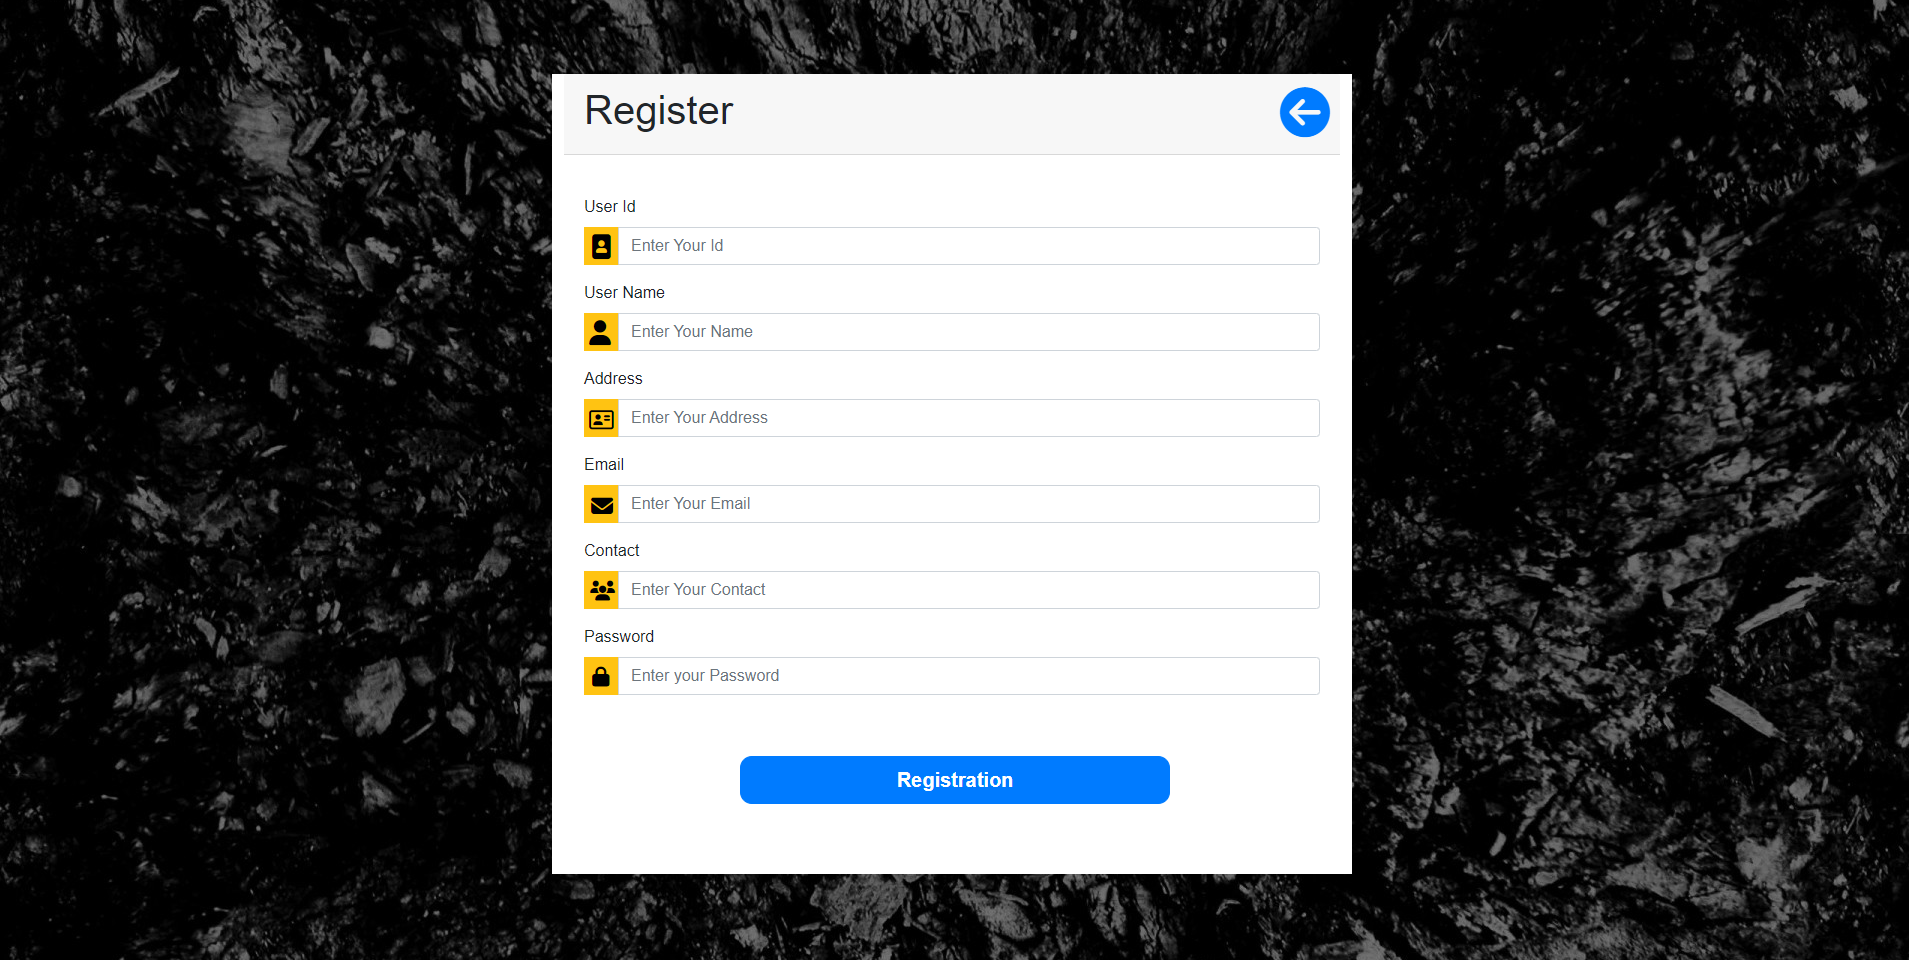 Register
User Id
Enter Your Id
User Name
Enter Your Name
Address
Enter Your Address
Email
Enter Your Email
Contact
Enter Your Contact
Password
Enter your Password
Registration